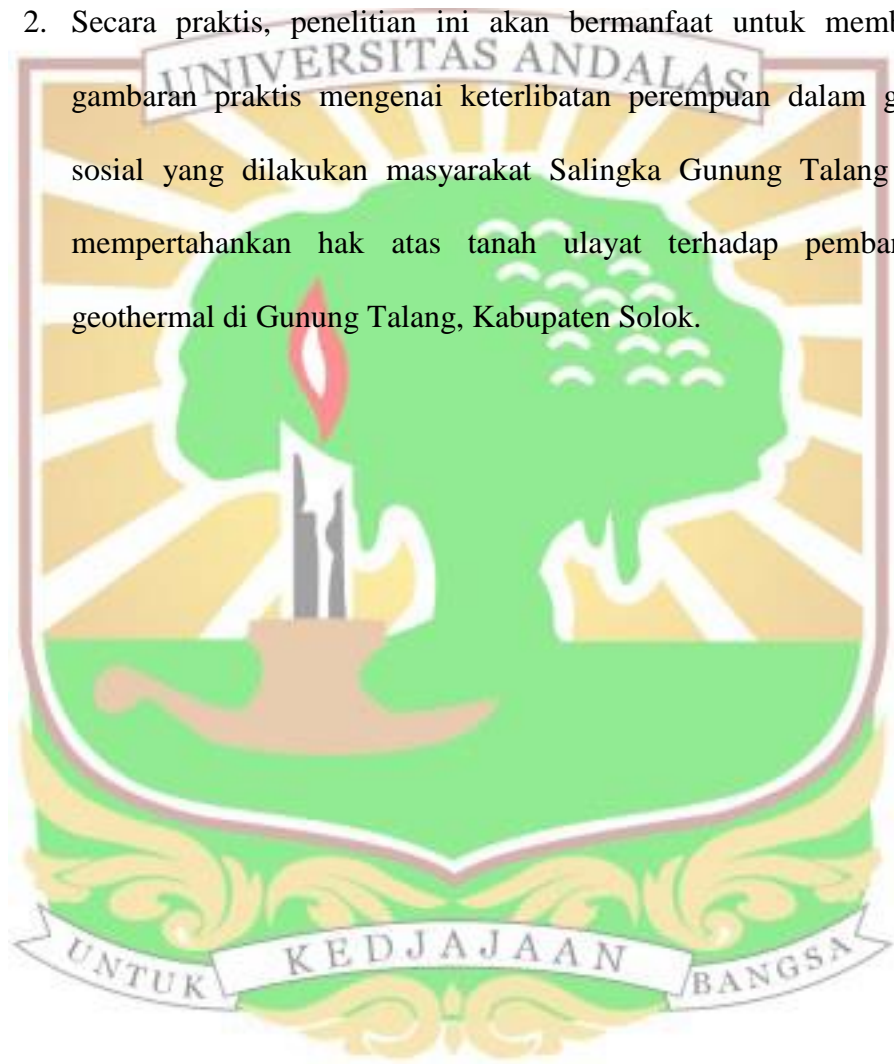 2. Secara praktis, penelitian ini akan bermanfaat untuk
UNIVERSITAS ANDALAS
gambaran praktis mengenai keterlibatan perempuan dalam
sosial yang dilakukan masyarakat Salingka Gunung Talang
mempertahankan hak atas tanah ulayat terhadap
geothermal di Gunung Talang, Kabupaten Solok.
UNTUK KEDJAJAAN BANGSA